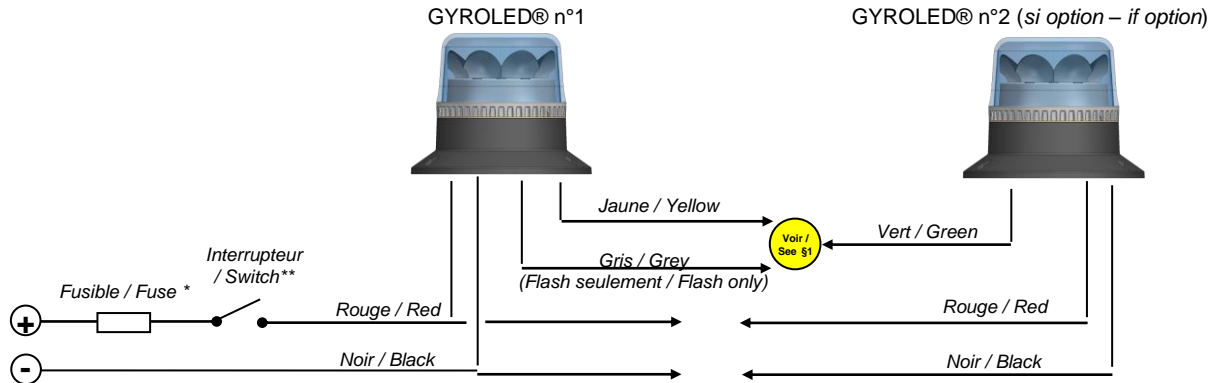 GYROLED® n°1
GYROLED® n°2 (si option – if option)
Jaune / Yellow
Voir /
See §1
Vert / Green
Gris / Grey
(Flash seulement / Flash only)
Interrupteur
/ Switch**
Fusible / Fuse *
Rouge / Red
Rouge / Red
+
Noir / Black
Noir / Black
-